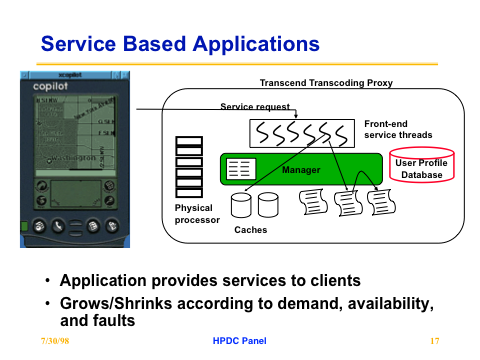 Service Based Applications
xcopilot
copilot
Washington
Transcend Transcoding Proxy
Service request
Front-end
service threads
Manager
User Profile
Database
Physical
processor
Caches
• Application provides services to clients
• Grows/Shrinks according to demand, availability,
and faults
7/30/98
HPDC Panel
17